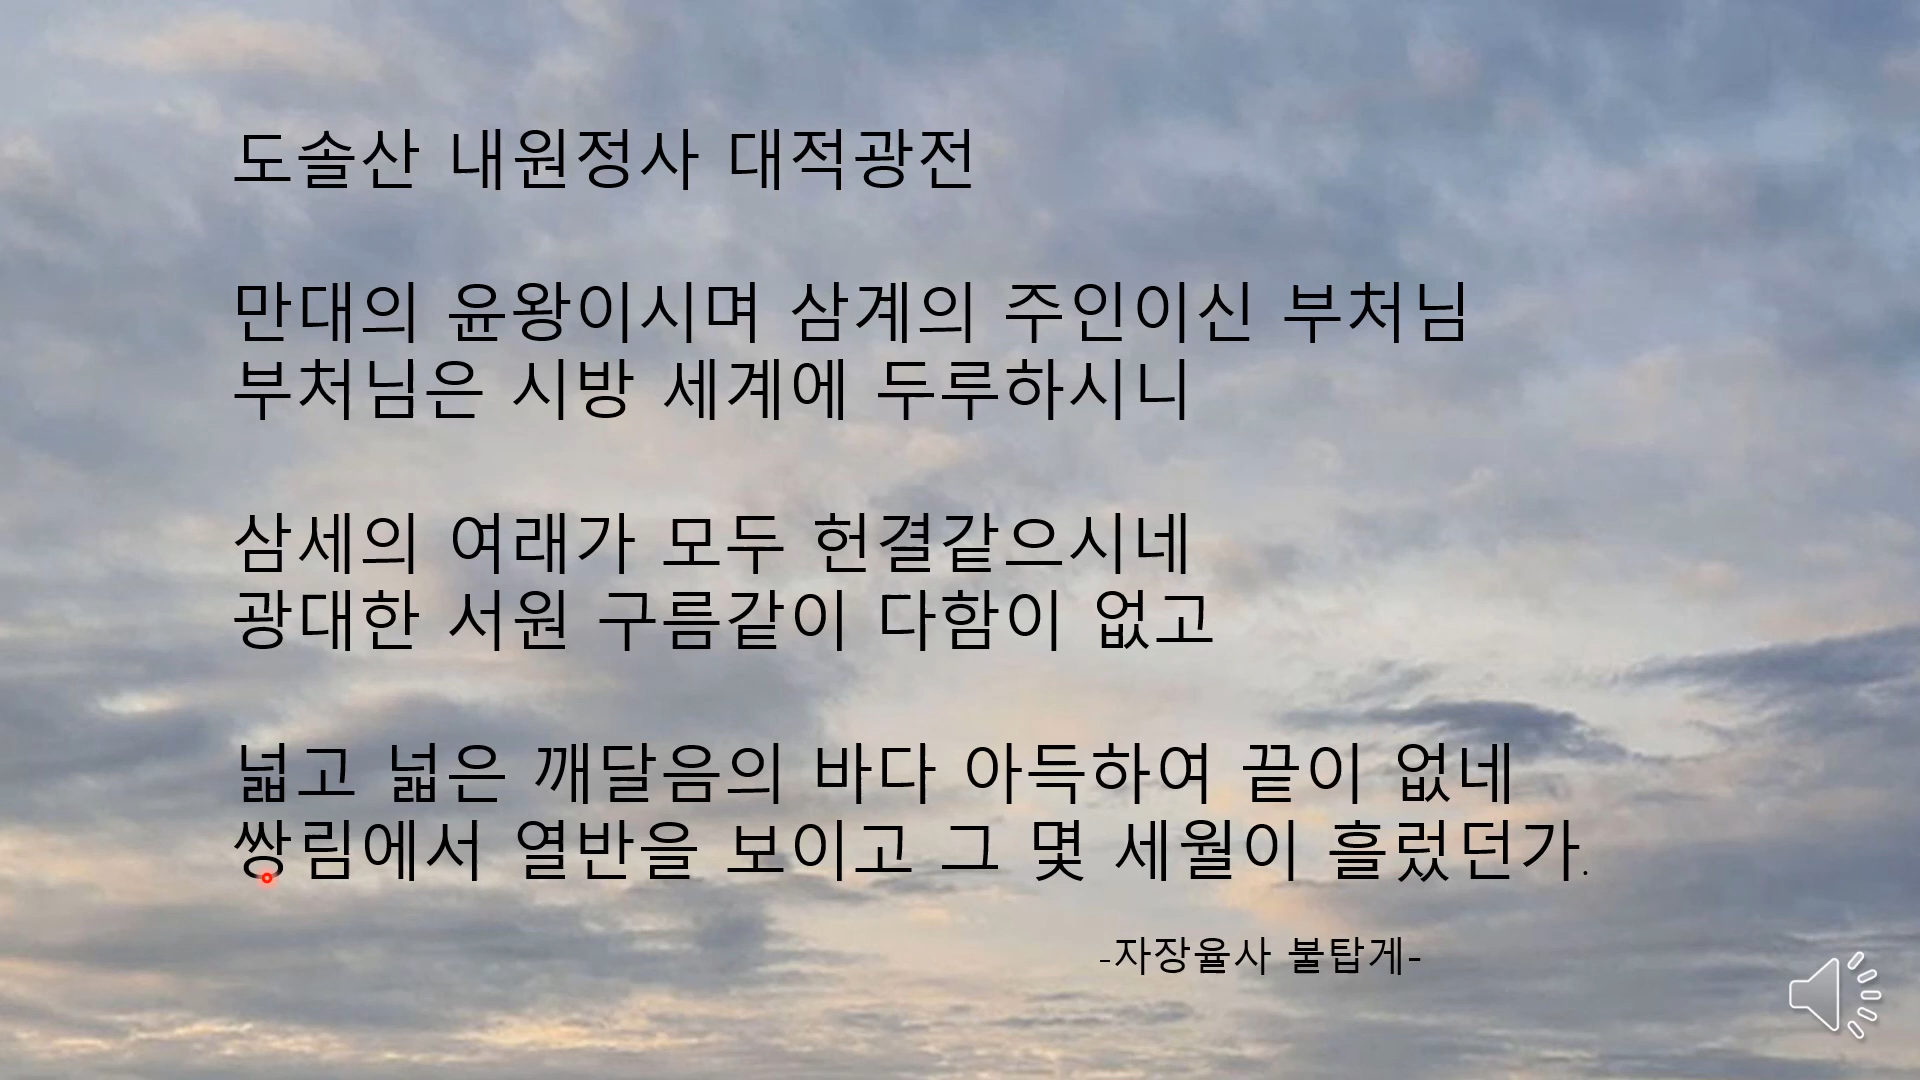 도솔산 내원정사 대적광전
만대의 윤왕이시며 삼계의 주인이신 부처님
부처님은 시방 세계에 두루하시니
삼세의 여래가 모두 헌결같으시네
광대한 서원 구름같이 다함이 없고
넓고 넓은 깨달음의 바다 아득하여 끝이 없네
쌍림에서 열반을 보이고 그 몇 세월이 흘렀던가.
-자장율사 불탑게-